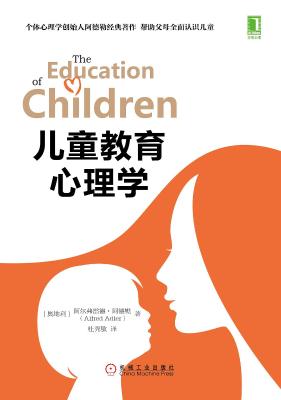 个体心理学创始人阿德勒经典著作 帮助父母全面认识儿童
The
Education
of
Children
儿童教育
心理学
[奥地利]
阿尔弗雷德·阿德勒
(Alfred Adler)
著
杜秀敏 译
机械工业出版社
China Machine Press